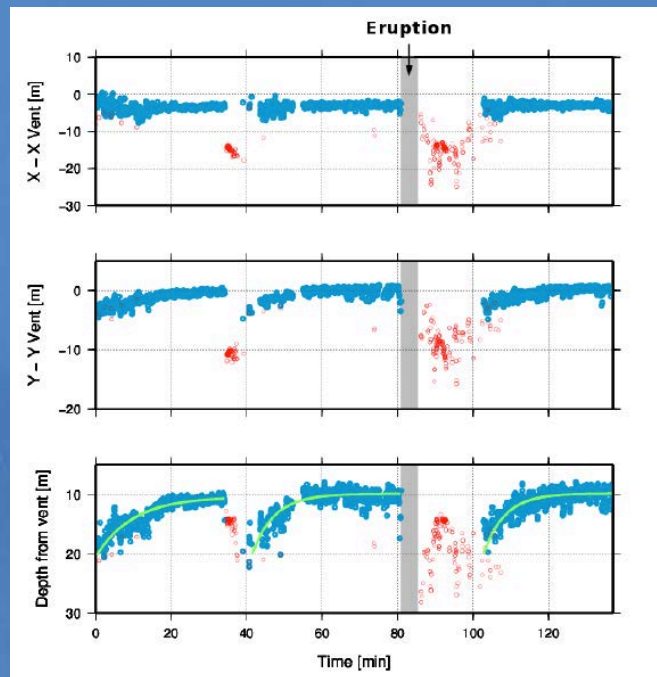 Eruption
10
0
-10
-20
-30
X – X Vent [m]
0
-10
-20
Y – Y Vent [m]
10
20
30
Depth from vent [m]
0 20 40 60 80 100 120
Time [min]